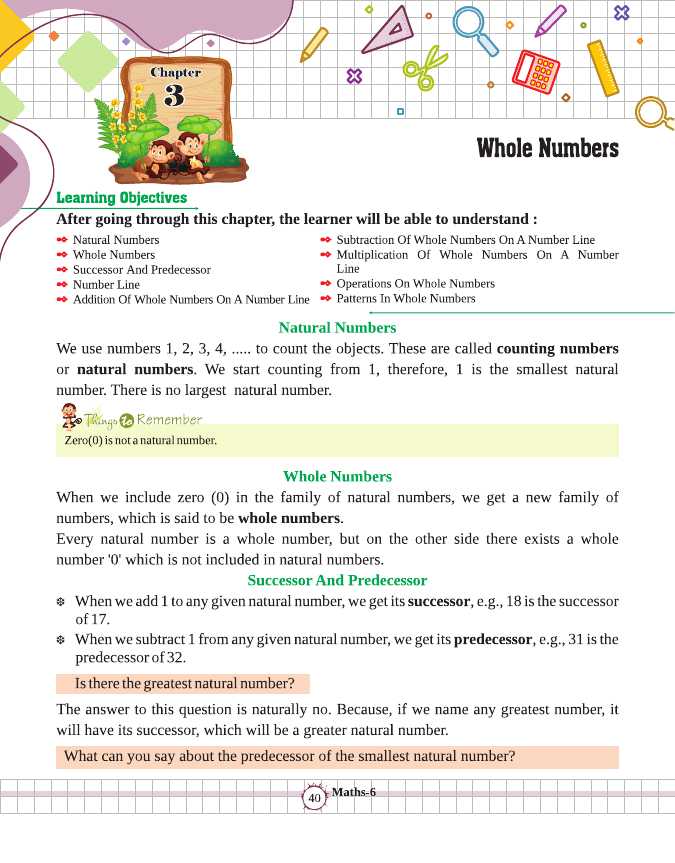 Chapter
3
Whole Numbers
Learning Objectives
After going through this chapter, the learner will be able to understand :
Natural Numbers
Whole Numbers
Successor And Predecessor
Number Line
Addition Of Whole Numbers On A Number Line
Subtraction Of Whole Numbers On A Number Line
Multiplication Of Whole Numbers On A Number
Line
Operations On Whole Numbers
Patterns In Whole Numbers
Natural Numbers
We use numbers 1, 2, 3, 4, ..... to count the objects. These are called counting numbers
or natural numbers. We start counting from 1, therefore, 1 is the smallest natural
number. There is no largest natural number.
Things to Remember
Zero(0) is not a natural number.
Whole Numbers
When we include zero (0) in the family of natural numbers, we get a new family of
numbers, which is said to be whole numbers.
Every natural number is a whole number, but on the other side there exists a whole
number '0' which is not included in natural numbers.
Successor And Predecessor
❆ When we add 1 to any given natural number, we get its successor, e.g., 18 is the successor
of 17.
❆ When we subtract 1 from any given natural number, we get its predecessor, e.g., 31 is the
predecessor of 32.
Is there the greatest natural number?
The answer to this question is naturally no. Because, if we name any greatest number, it
will have its successor, which will be a greater natural number.
What can you say about the predecessor of the smallest natural number?
40 Maths-6